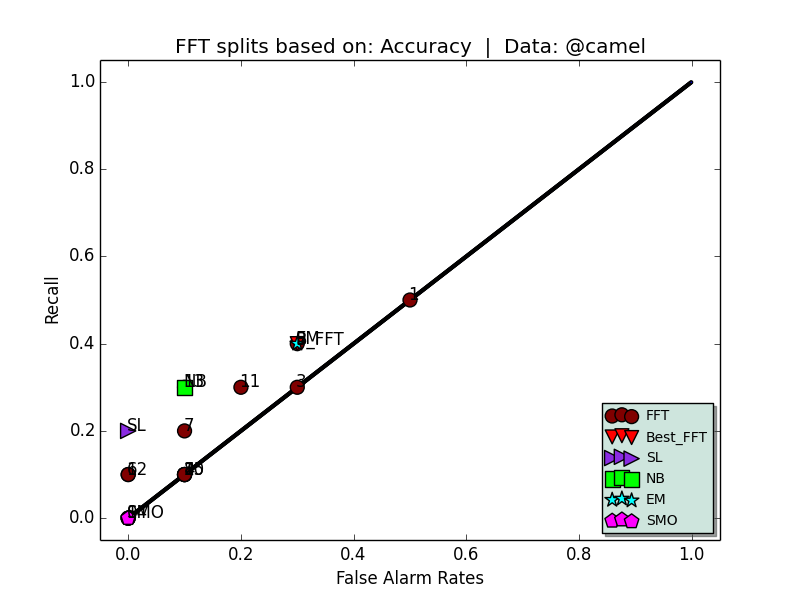 FFT splits based on: Accuracy | Data: @camel
1.0
0.8
0.6
0.4
0.2
0.0
Recall
1
_FFT
NB
11
3
SL
7
SMO
FFT
Best_FFT
SL
NB
EM
SMO
0.0 0.2 0.4 0.6 0.8 1.0
False Alarm Rates